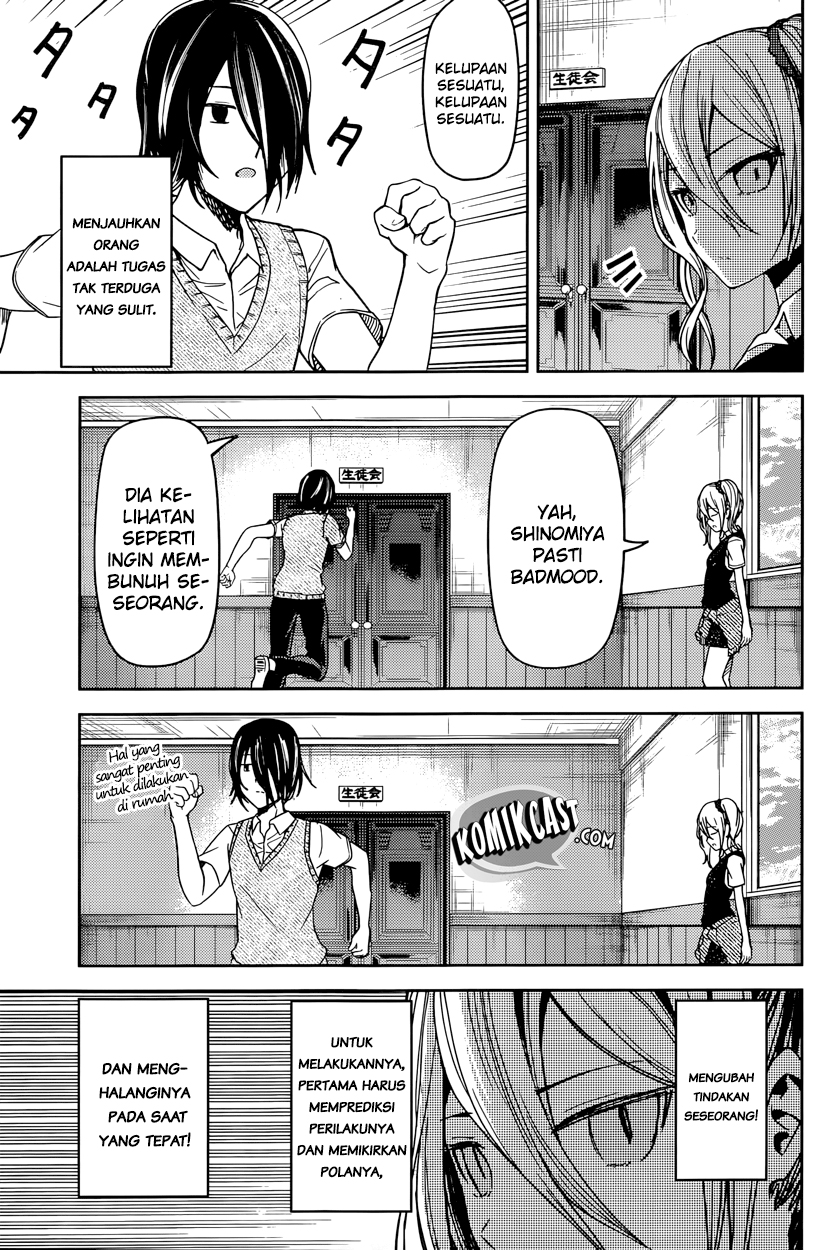 生徒会
KELUPAAN
SESUATU,
KELUPAAN
SESUATU.
タ
タ
タ
タ
タ
MENJAUHKAN
ORANG
ADALAH TUGAS
TAK TERDUGA
YANG SULIT.
YAH,
SHINOMIYA
PASTI
BADMOOD.
生徒会
DIA KE-
LIHATAN
SEPERTI
INGIN MEM-
BUNUH SE-
SEORANG.
Hal yang
sangat penting
untuk dilakukan
di rumah
生徒会
KOMIKCAST
.COM
MENGUBAH
TINDAKAN
SESEORANG!
UNTUK
MELAKUKANNYA,
PERTAMA HARUS
MEMPREDIKSI
PERILAKUNYA
DAN MEMIKIRKAN
POLANYA,
DAN MENG-
HALANGINYA
PADA SAAT
YANG TEPAT!